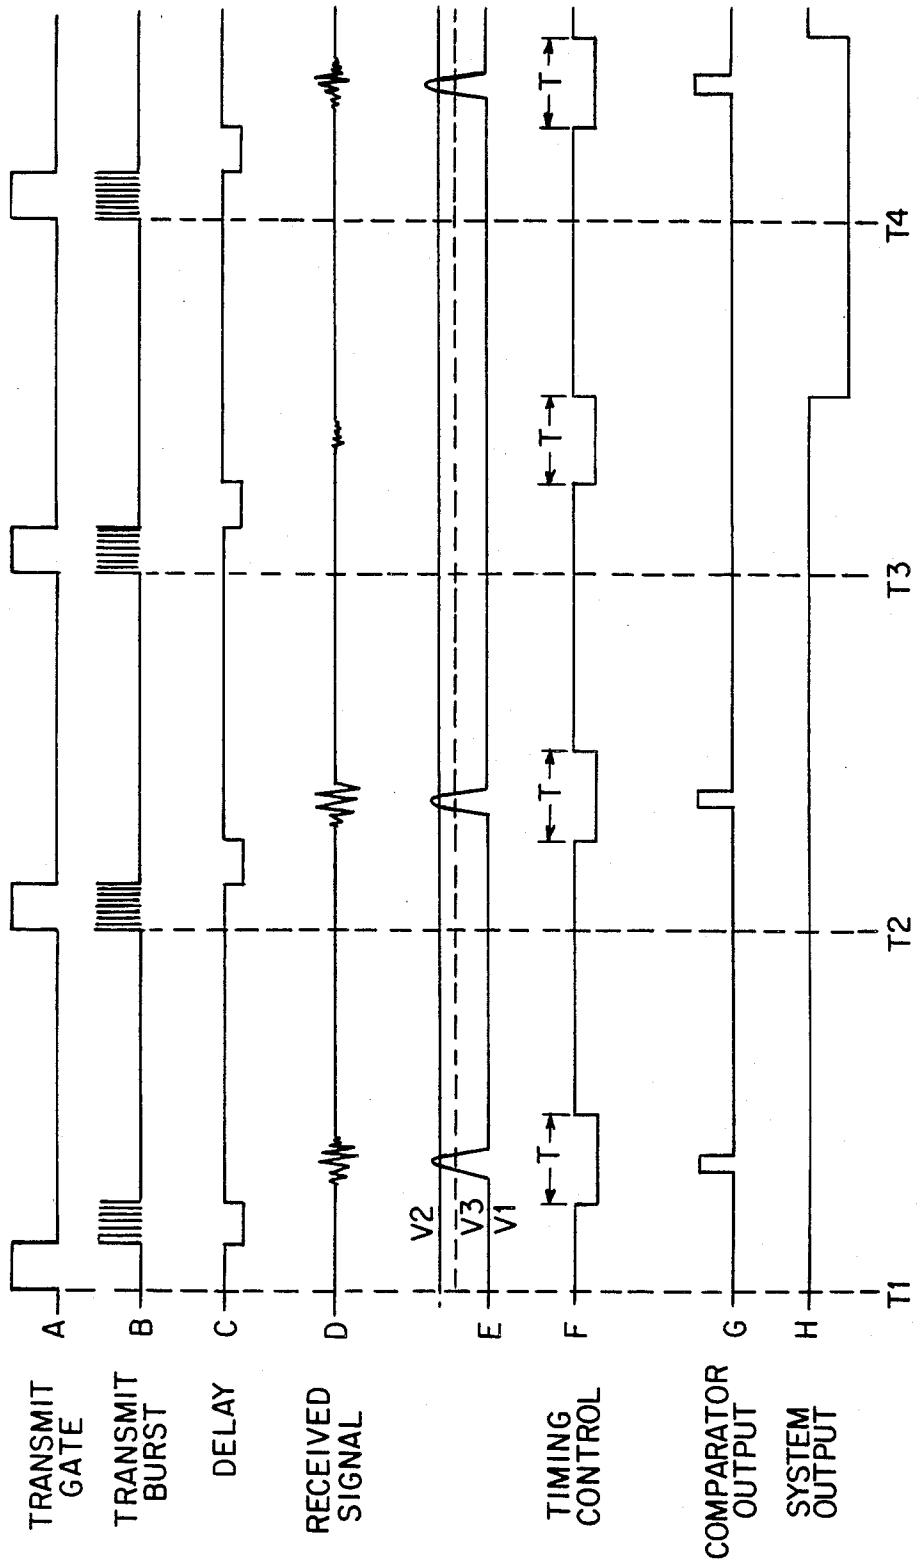 TRANSMIT
GATE
A
TRANSMIT
BURST
B
DELAY
C
RECEIVED
SIGNAL
D
V2
V3
V1
E
TIMING
CONTROL
F
T
T
T
T
COMPARATOR
OUTPUT
G
SYSTEM
OUTPUT
H
T1
T2
T3
T4